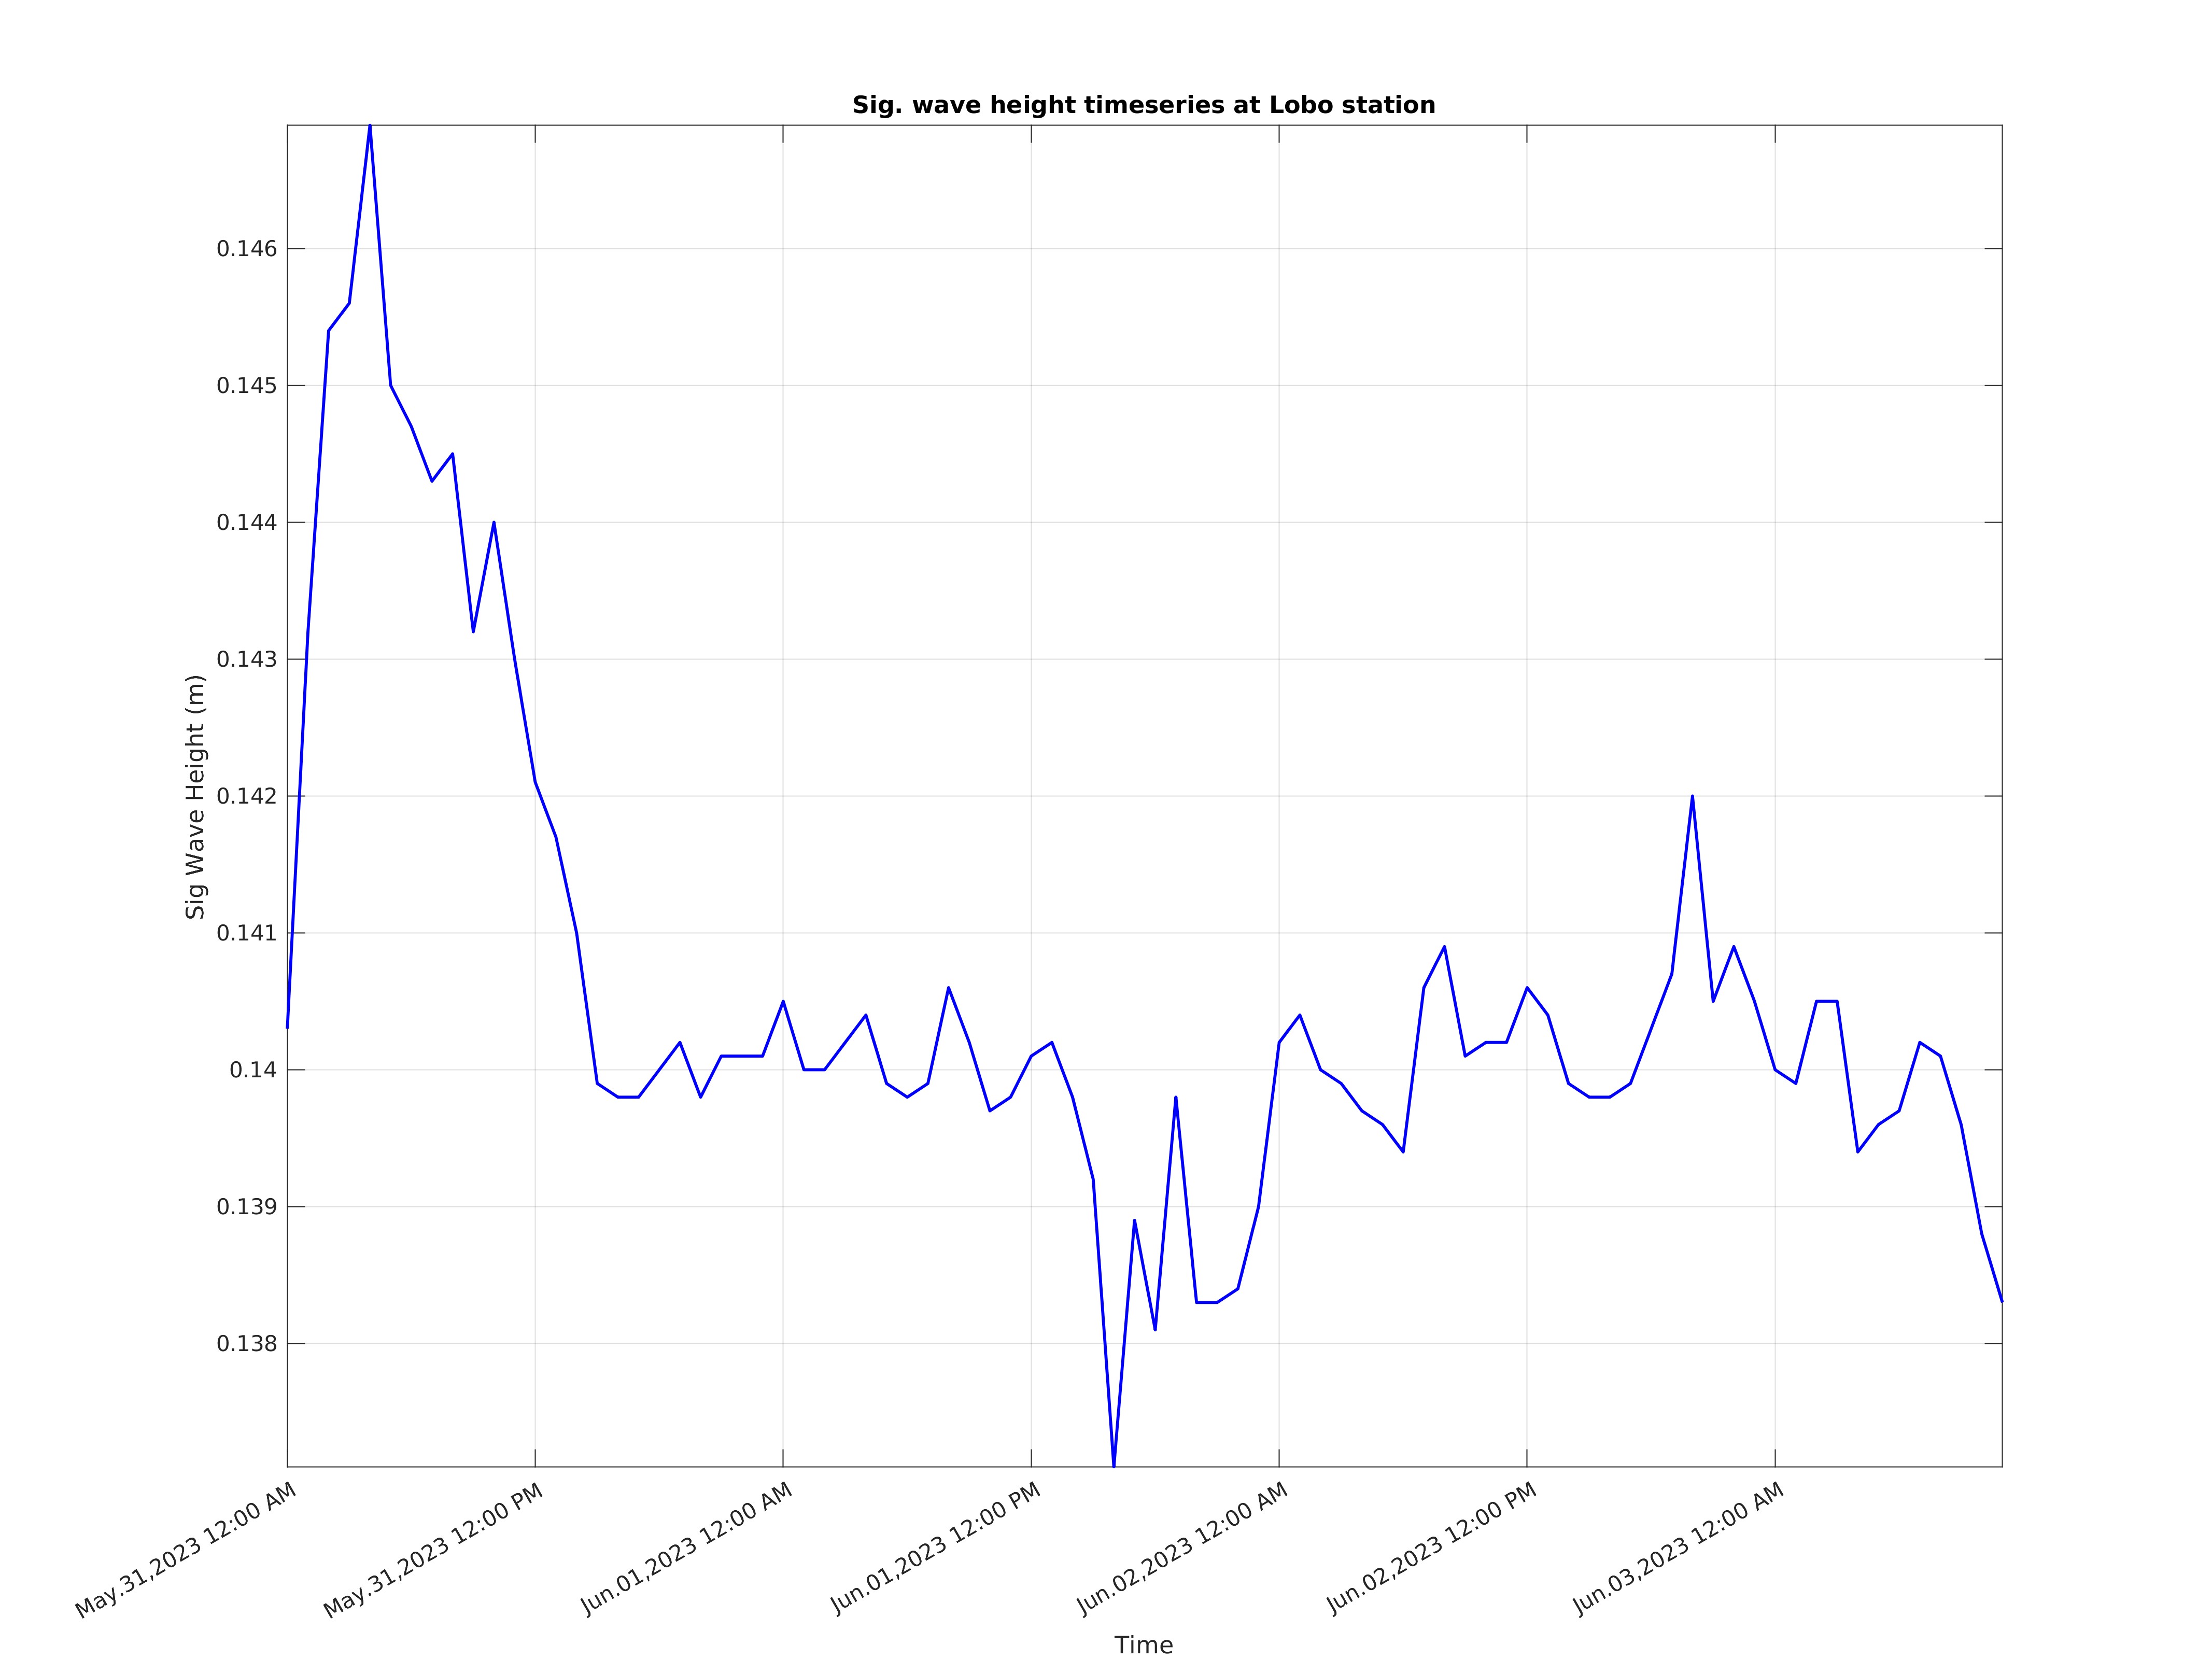 Sig. wave height timeseries at Lobo station
0.146
0.145
0.144
0.143
0.142
0.141
0.14
0.139
0.138
Sig Wave Height (m)
May.31,2023 12:00 AM
May.31,2023 12:00 PM
Jun.01,2023 12:00 AM
Jun.01,2023 12:00 PM
Jun.02,2023 12:00 AM
Jun.02,2023 12:00 PM
Jun.03,2023 12:00 AM
Time